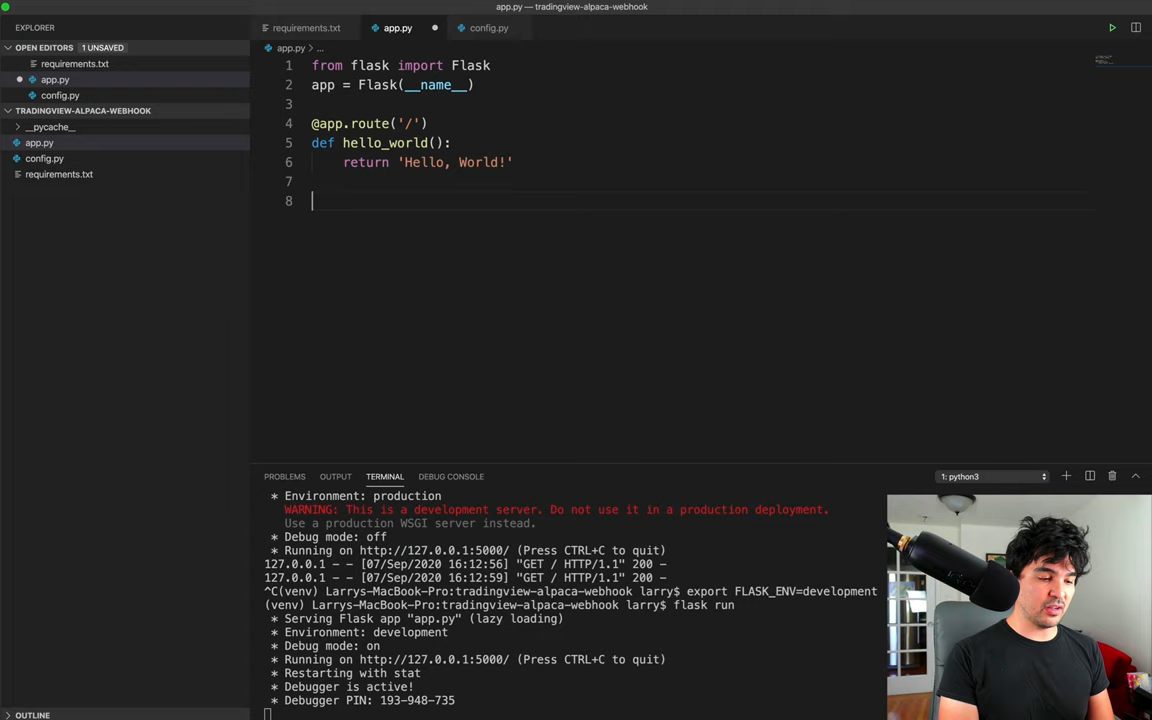 app.py — tradingview-alpaca-webhook
EXPLORER
requirements.txt
app.py
config.py
OPEN EDITORS
1 UNSAVED
requirements.txt
app.py
config.py
TRADINGVIEW-ALPACA-WEBHOOK
__pycache__
app.py
config.py
requirements.txt
OUTLINE
app.py > ...
1 from flask import Flask
2 app = Flask(__name__)
3
4 @app.route('/')
5 def hello_world():
6     return 'Hello, World!'
7
8
PROBLEMS OUTPUT TERMINAL DEBUG CONSOLE 1: python3
* Environment: production
WARNING: This is a development server. Do not use it in a production deployment.
Use a production WSGI server instead.
* Debug mode: off
* Running on http://127.0.0.1:5000/ (Press CTRL+C to quit)
127.0.0.1 - - [07/Sep/2020 16:12:56] "GET / HTTP/1.1" 200 -
127.0.0.1 - - [07/Sep/2020 16:12:59] "GET / HTTP/1.1" 200 -
^C(venv) Larrys-MacBook-Pro:tradingview-alpaca-webhook larry$ export FLASK_ENV=development
(venv) Larrys-MacBook-Pro:tradingview-alpaca-webhook larry$ flask run
* Serving Flask app "app.py" (lazy loading)
* Environment: development
* Debug mode: on
* Running on http://127.0.0.1:5000/ (Press CTRL+C to quit)
* Restarting with stat
* Debugger is active!
* Debugger PIN: 193-948-735